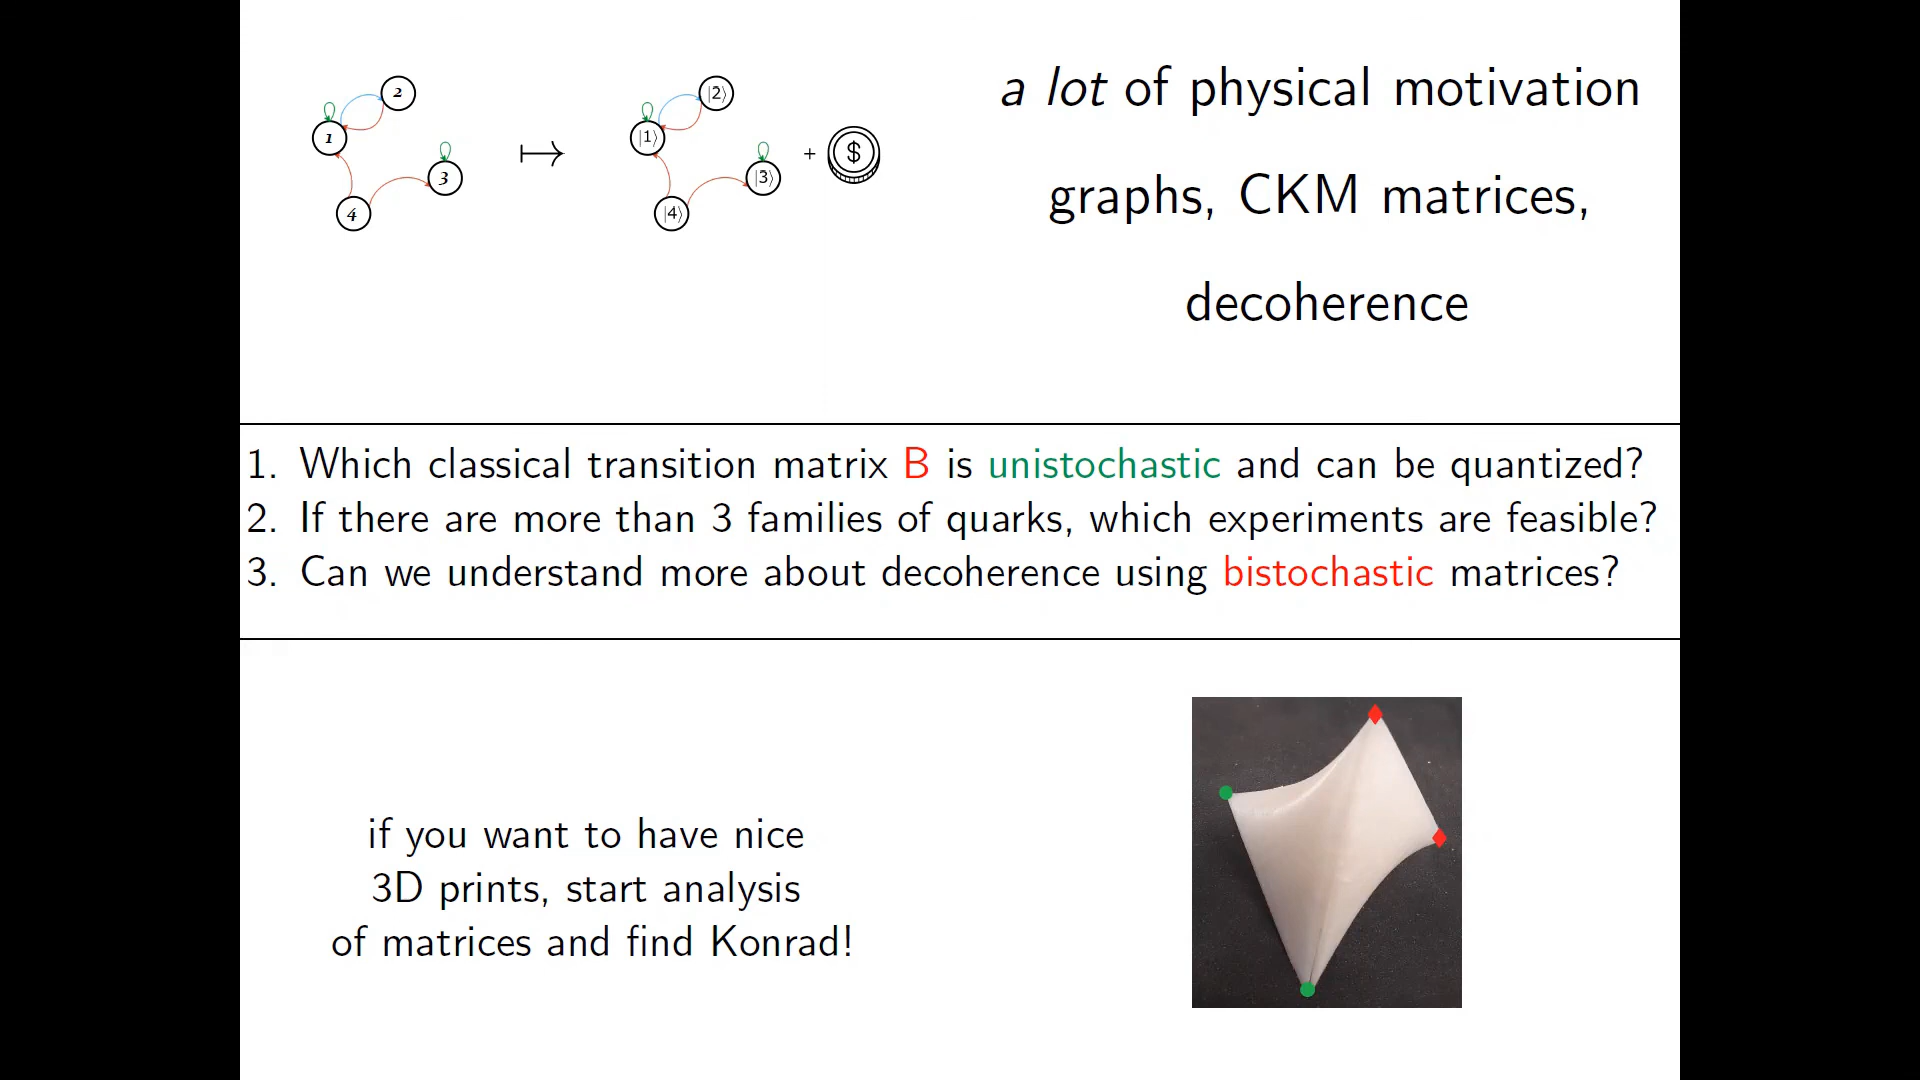 2
1
3
4
|2⟩
|1⟩
|3⟩
|4⟩
+
$
a lot of physical motivation
graphs, CKM matrices,
decoherence
1. Which classical transition matrix B is unistochastic and can be quantized?
2. If there are more than 3 families of quarks, which experiments are feasible?
3. Can we understand more about decoherence using bistochastic matrices?
if you want to have nice
3D prints, start analysis
of matrices and find Konrad!